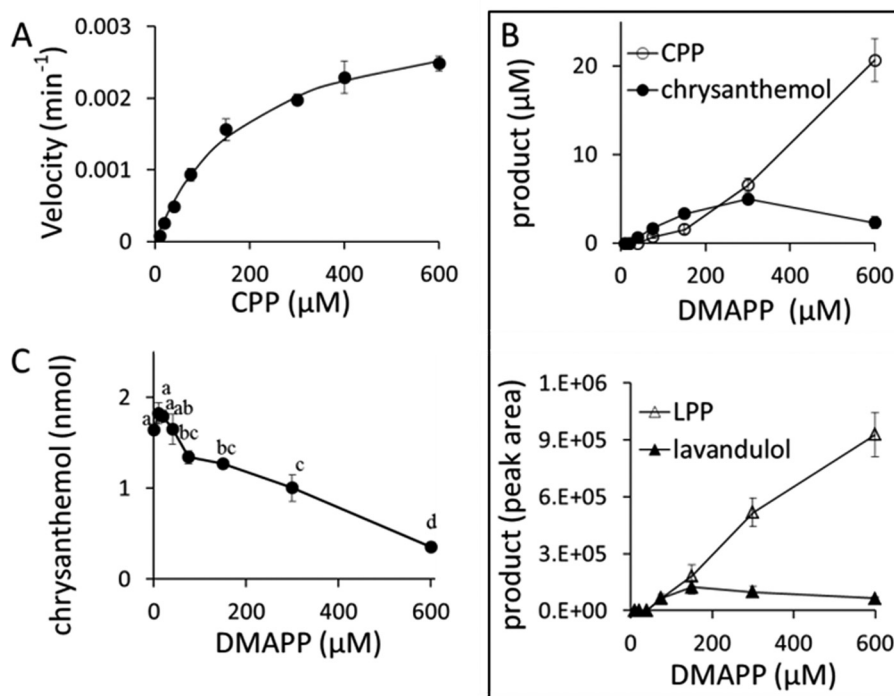 A
Velocity (min⁻¹)
0.003
0.002
0.001
0
0 200 400 600
CPP (µM)
B
product (µM)
CPP
chrysanthemol
20
10
0
0 200 400 600
DMAPP (µM)
C
chrysanthemol (nmol)
2
1
0
a
a
a
ab
bc
bc
c
d
0 200 400 600
DMAPP (µM)
product (peak area)
LPP
lavandulol
1.E+06
9.E+05
6.E+05
3.E+05
0.E+00
0 200 400 600
DMAPP (µM)